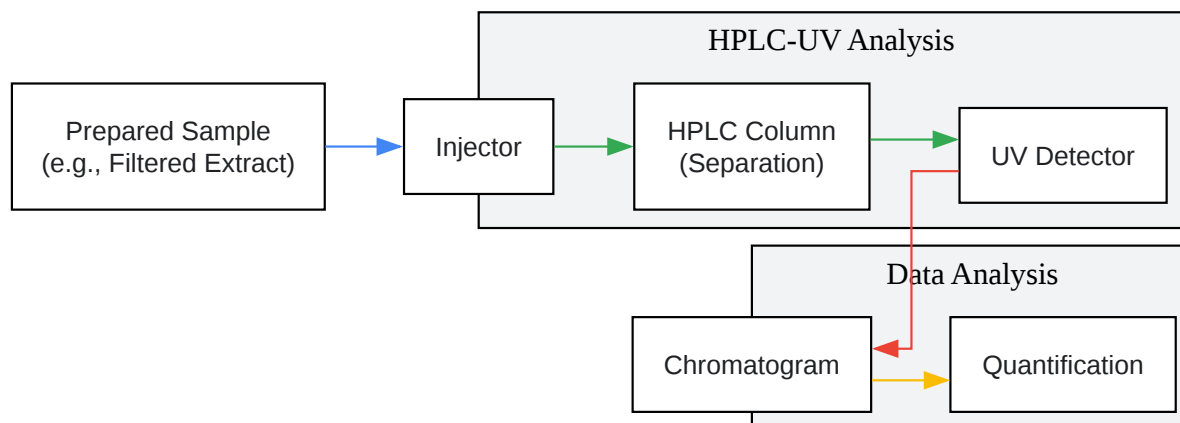 HPLC-UV Analysis
Prepared Sample
(e.g., Filtered Extract)
Injector
HPLC Column
(Separation)
UV Detector
Data Analysis
Chromatogram
Quantification